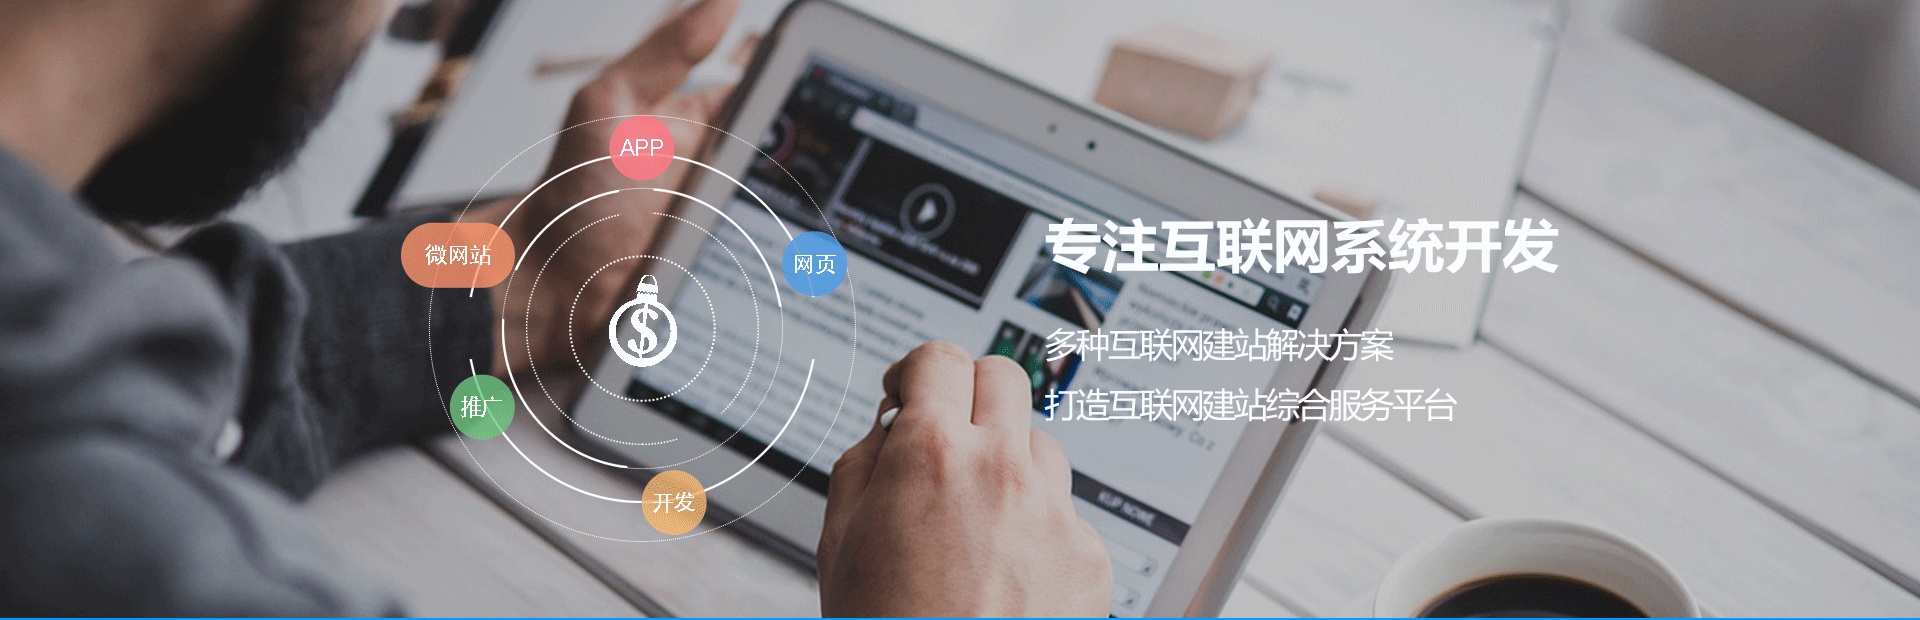 APP
微网站
网页
推广
开发
专注互联网系统开发
多种互联网建站解决方案
打造互联网建站综合服务平台
KUP NOWE